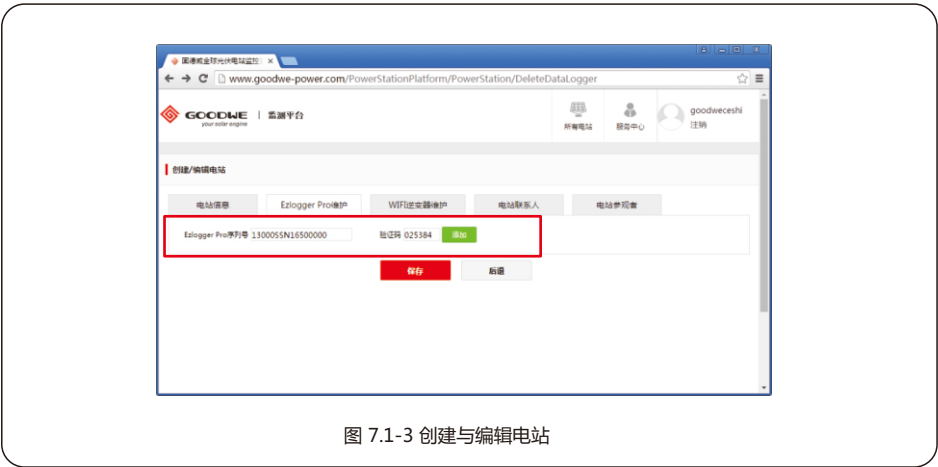 国德威全球光伏电站监控 ×
www.goodwe-power.com/PowerStationPlatform/PowerStation/DeleteDataLogger
GOODWE | 监测平台
your solar engine
所有电站 服务中心 goodweceshi
注销
创建/编辑电站
电站信息 Ezlogger Pro维护 WIFI逆变器维护 电站联系人 电站参观者
Ezlogger Pro序列号 13000SSN16500000 验证码 025384 添加
保存 后退
图 7.1-3 创建与编辑电站